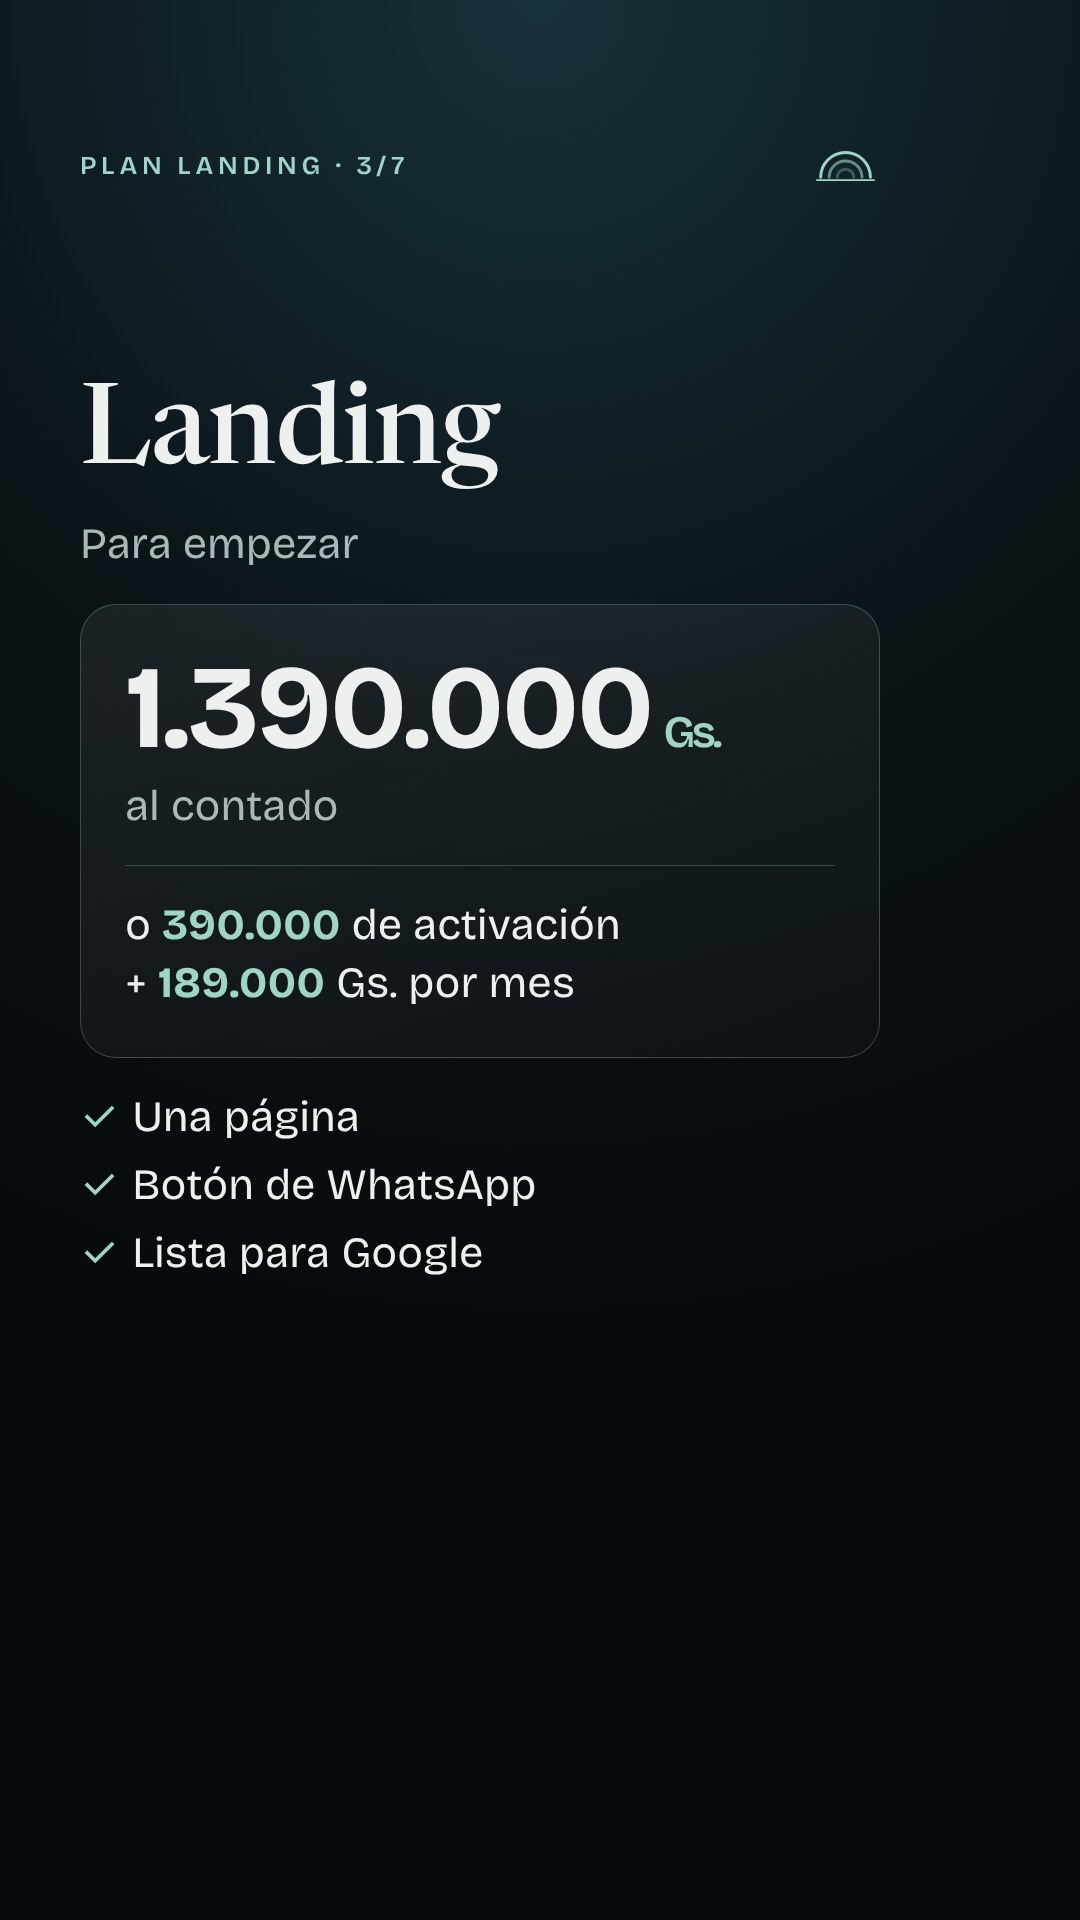 PLAN LANDING · 3/7
Landing
Para empezar
1.390.000 Gs.
al contado
o 390.000 de activación
+ 189.000 Gs. por mes
Una página
Botón de WhatsApp
Lista para Google